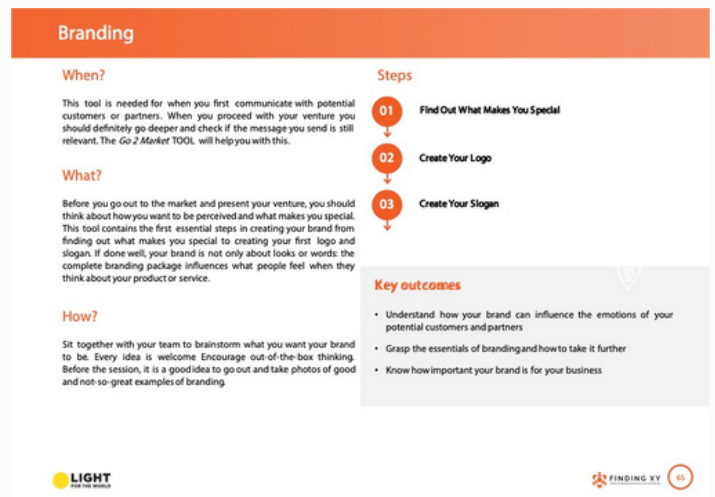 Branding
When?
This tool is needed for when you first communicate with potential
customers or partners. When you proceed with your venture you
should definitely go deeper and check if the message you send is still
relevant. The Go 2 Market TOOL will help you with this.
What?
Before you go out to the market and present your venture, you should
think about how you want to be perceived and what makes you special.
This tool contains the first essential steps in creating your brand from
finding out what makes you special to creating your first logo and
slogan. If done well, your brand is not only about looks or words: the
complete branding package influences what people feel when they
think about your product or service.
How?
Sit together with your team to brainstorm what you want your brand
to be. Every idea is welcome Encourage out-of-the-box thinking.
Before the session, it is a good idea to go out and take photos of good
and not-so-great examples of branding.
Steps
01 Find Out What Makes You Special
02 Create Your Logo
03 Create Your Slogan
Key outcomes
• Understand how your brand can influence the emotions of your
potential customers and partners
• Grasp the essentials of branding and how to take it further
• Know how important your brand is for your business
LIGHT
FOR THE WORLD
FINDING XY
65